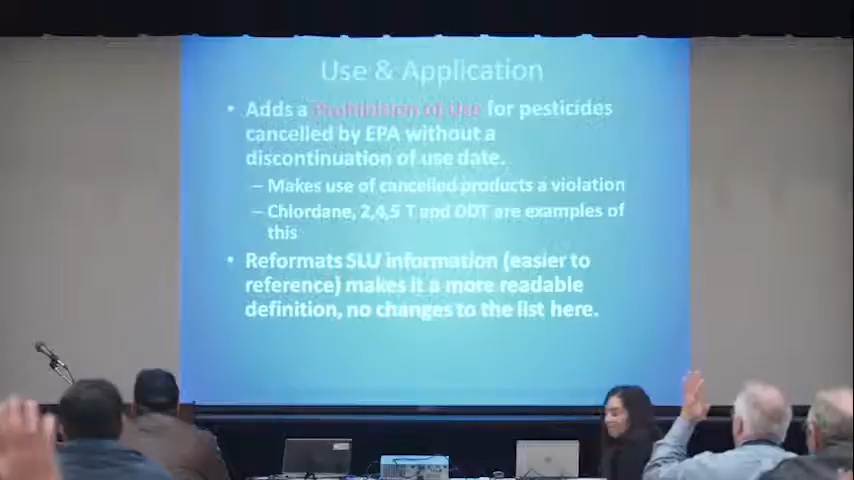 Use & Application
• Adds a Prohibition of Use for pesticides
cancelled by EPA without a
discontinuation of use date.
– Makes use of cancelled products a violation
– Chlordane, 2,4,5 T and DDT are examples of
this
• Reformats SLU information (easier to
reference) makes it a more readable
definition, no changes to the list here.